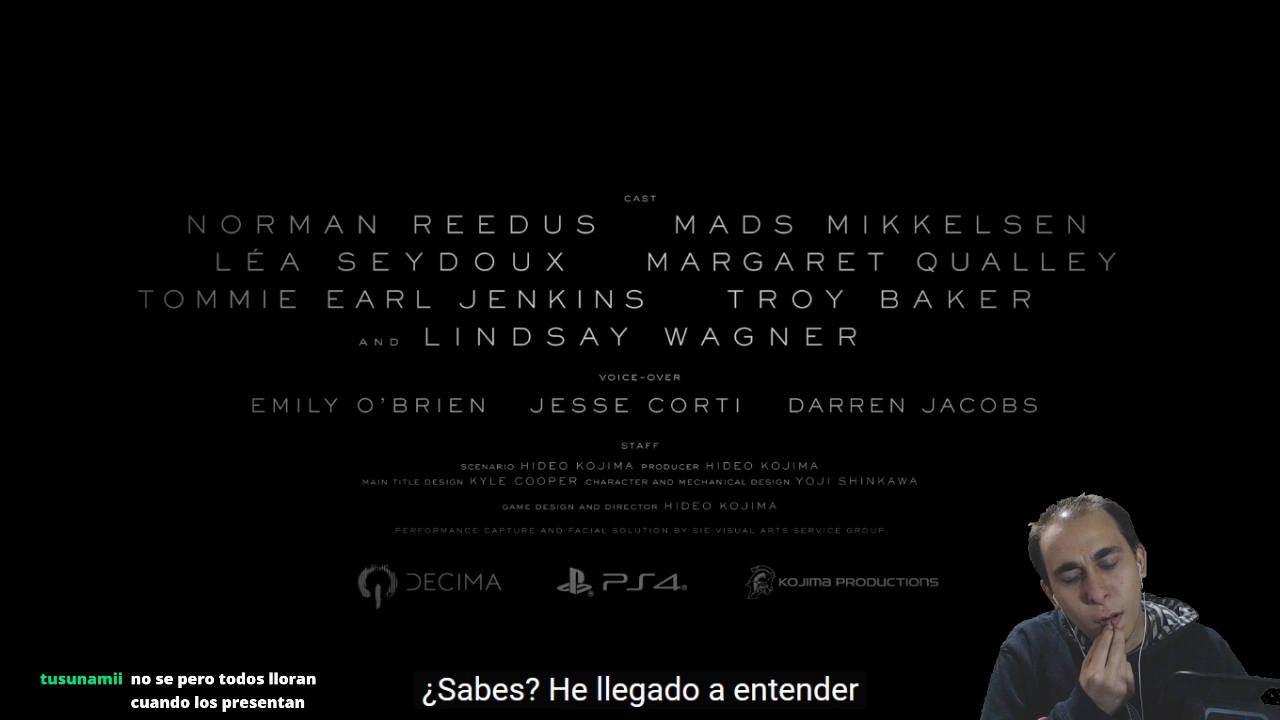 CAST
NORMAN REEDUS MADS MIKKELSEN
LÉA SEYDOUX MARGARET QUALLEY
TOMMIE EARL JENKINS TROY BAKER
AND LINDSAY WAGNER
VOICE-OVER
EMILY O'BRIEN JESSE CORTI DARREN JACOBS
STAFF
SCENARIO HIDEO KOJIMA PRODUCER HIDEO KOJIMA
MAIN TITLE DESIGN KYLE COOPER CHARACTER AND MECHANICAL DESIGN YOJI SHINKAWA
GAME DESIGN AND DIRECTOR HIDEO KOJIMA
PERFORMANCE CAPTURE AND FACIAL SOLUTION BY SIE VISUAL ARTS SERVICE GROUP
DECIMA PS4 KOJIMA PRODUCTIONS
tusunamii no se pero todos lloran
cuando los presentan
¿Sabes? He llegado a entender